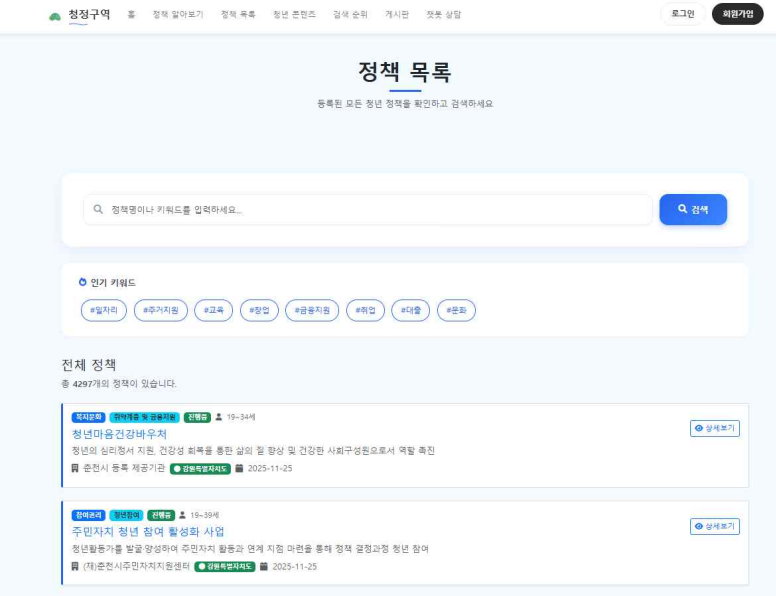 청정구역 홈 정책 알아보기 정책 목록 청년 콘텐츠 검색 순위 게시판 챗봇 상담 로그인 회원가입
정책 목록
등록된 모든 청년 정책을 확인하고 검색하세요
정책명이나 키워드를 입력하세요... 검색
인기 키워드
#일자리 #주거지원 #교육 #창업 #금융지원 #취업 #대출 #문화
전체 정책
총 4297개의 정책이 있습니다.
복지문화 취약계층 및 금융지원 진행중 19~34세
청년마음건강바우처
상세보기
청년의 심리정서 지원, 건강성 회복을 통한 삶의 질 향상 및 건강한 사회구성원으로서 역할 촉진
춘천시 등록 제공기관 강원특별자치도 2025-11-25
참여권리 청년참여 진행중 19~39세
주민자치 청년 참여 활성화 사업
상세보기
청년활동가를 발굴·양성하여 주민자치 활동과 연계 지점 마련을 통해 정책 결정과정 청년 참여
(재)춘천시주민자치지원센터 강원특별자치도 2025-11-25